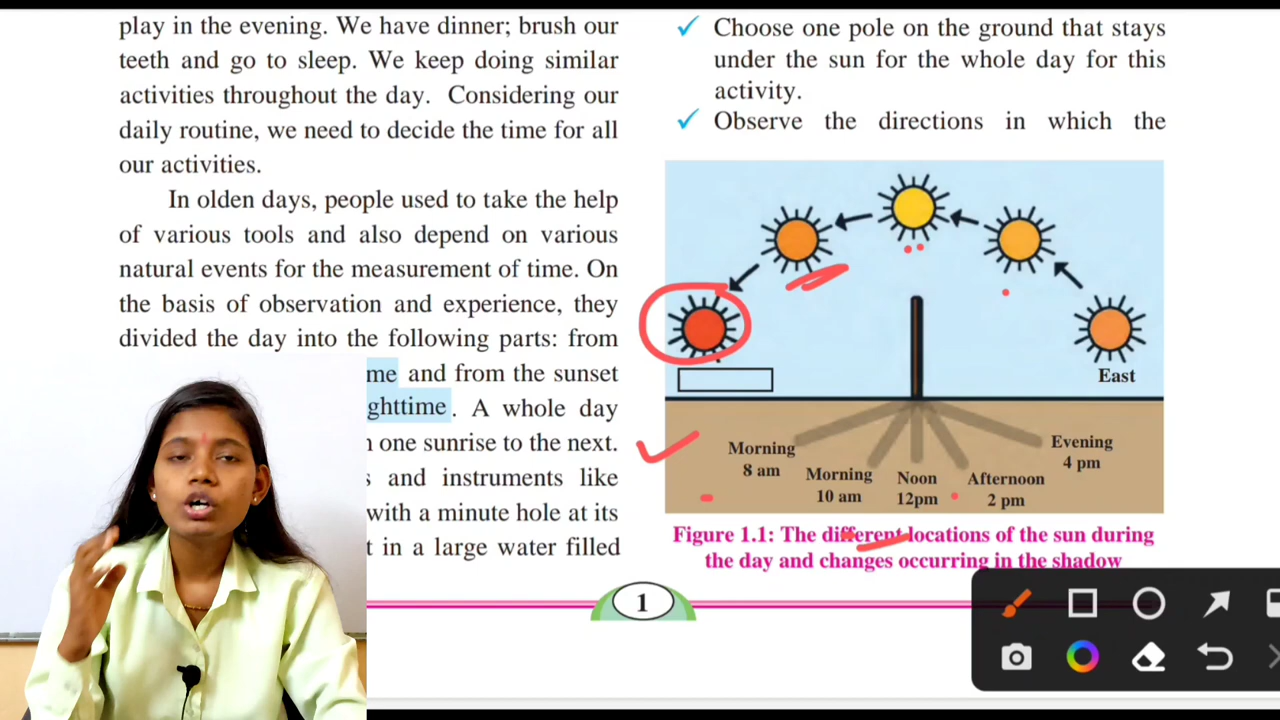 play in the evening. We have dinner; brush our
teeth and go to sleep. We keep doing similar
activities throughout the day. Considering our
daily routine, we need to decide the time for all
our activities.
In olden days, people used to take the help
of various tools and also depend on various
natural events for the measurement of time. On
the basis of observation and experience, they
divided the day into the following parts: from
me and from the sunset
ghttime. A whole day
one sunrise to the next.
s and instruments like
with a minute hole at its
t in a large water filled
✓ Choose one pole on the ground that stays
under the sun for the whole day for this
activity.
✓ Observe the directions in which the
East
Morning
8 am
Morning
10 am
Noon
12pm
Afternoon
2 pm
Evening
4 pm
Figure 1.1: The different locations of the sun during
the day and changes occurring in the shadow
1